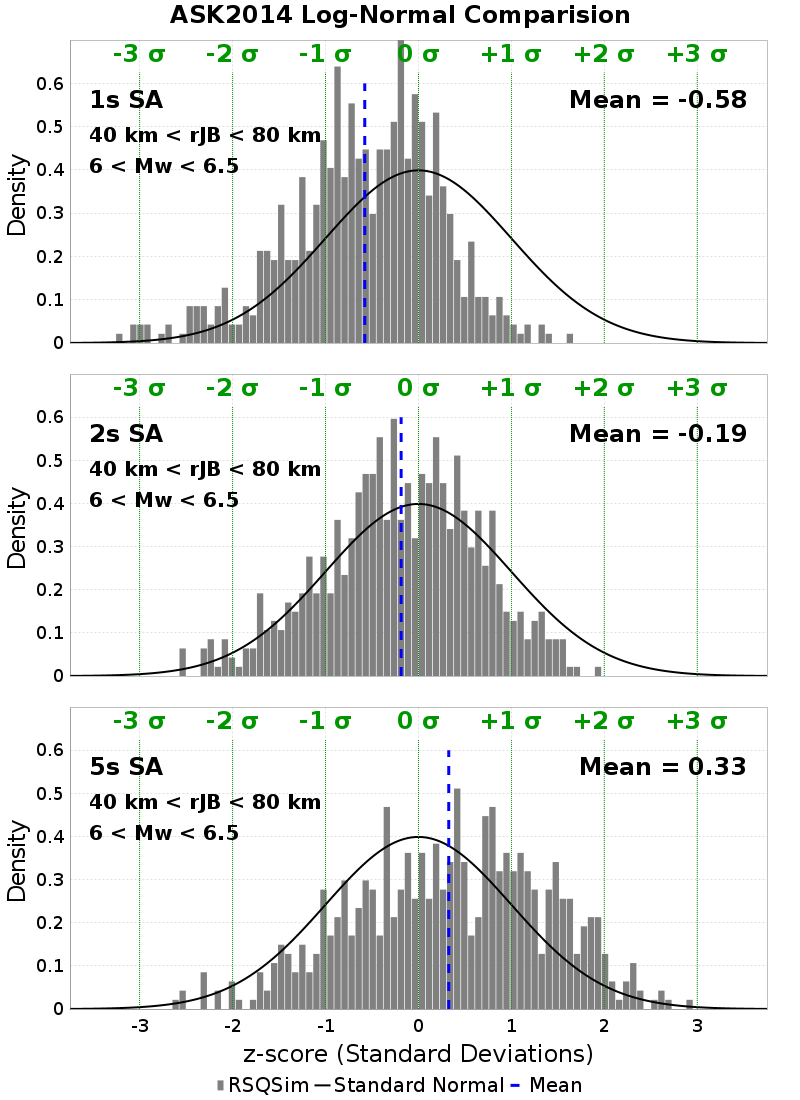 ASK2014 Log-Normal Comparision
-3 σ -2 σ -1 σ 0 σ +1 σ +2 σ +3 σ
1s SA
Mean = -0.58
40 km < rJB < 80 km
6 < Mw < 6.5
0.6
0.5
0.4
0.3
0.2
0.1
0
Density
-3 σ -2 σ -1 σ 0 σ +1 σ +2 σ +3 σ
2s SA
Mean = -0.19
40 km < rJB < 80 km
6 < Mw < 6.5
0.6
0.5
0.4
0.3
0.2
0.1
0
Density
-3 σ -2 σ -1 σ 0 σ +1 σ +2 σ +3 σ
5s SA
Mean = 0.33
40 km < rJB < 80 km
6 < Mw < 6.5
0.6
0.5
0.4
0.3
0.2
0.1
0
Density
-3 -2 -1 0 1 2 3
z-score (Standard Deviations)
RSQSim Standard Normal Mean